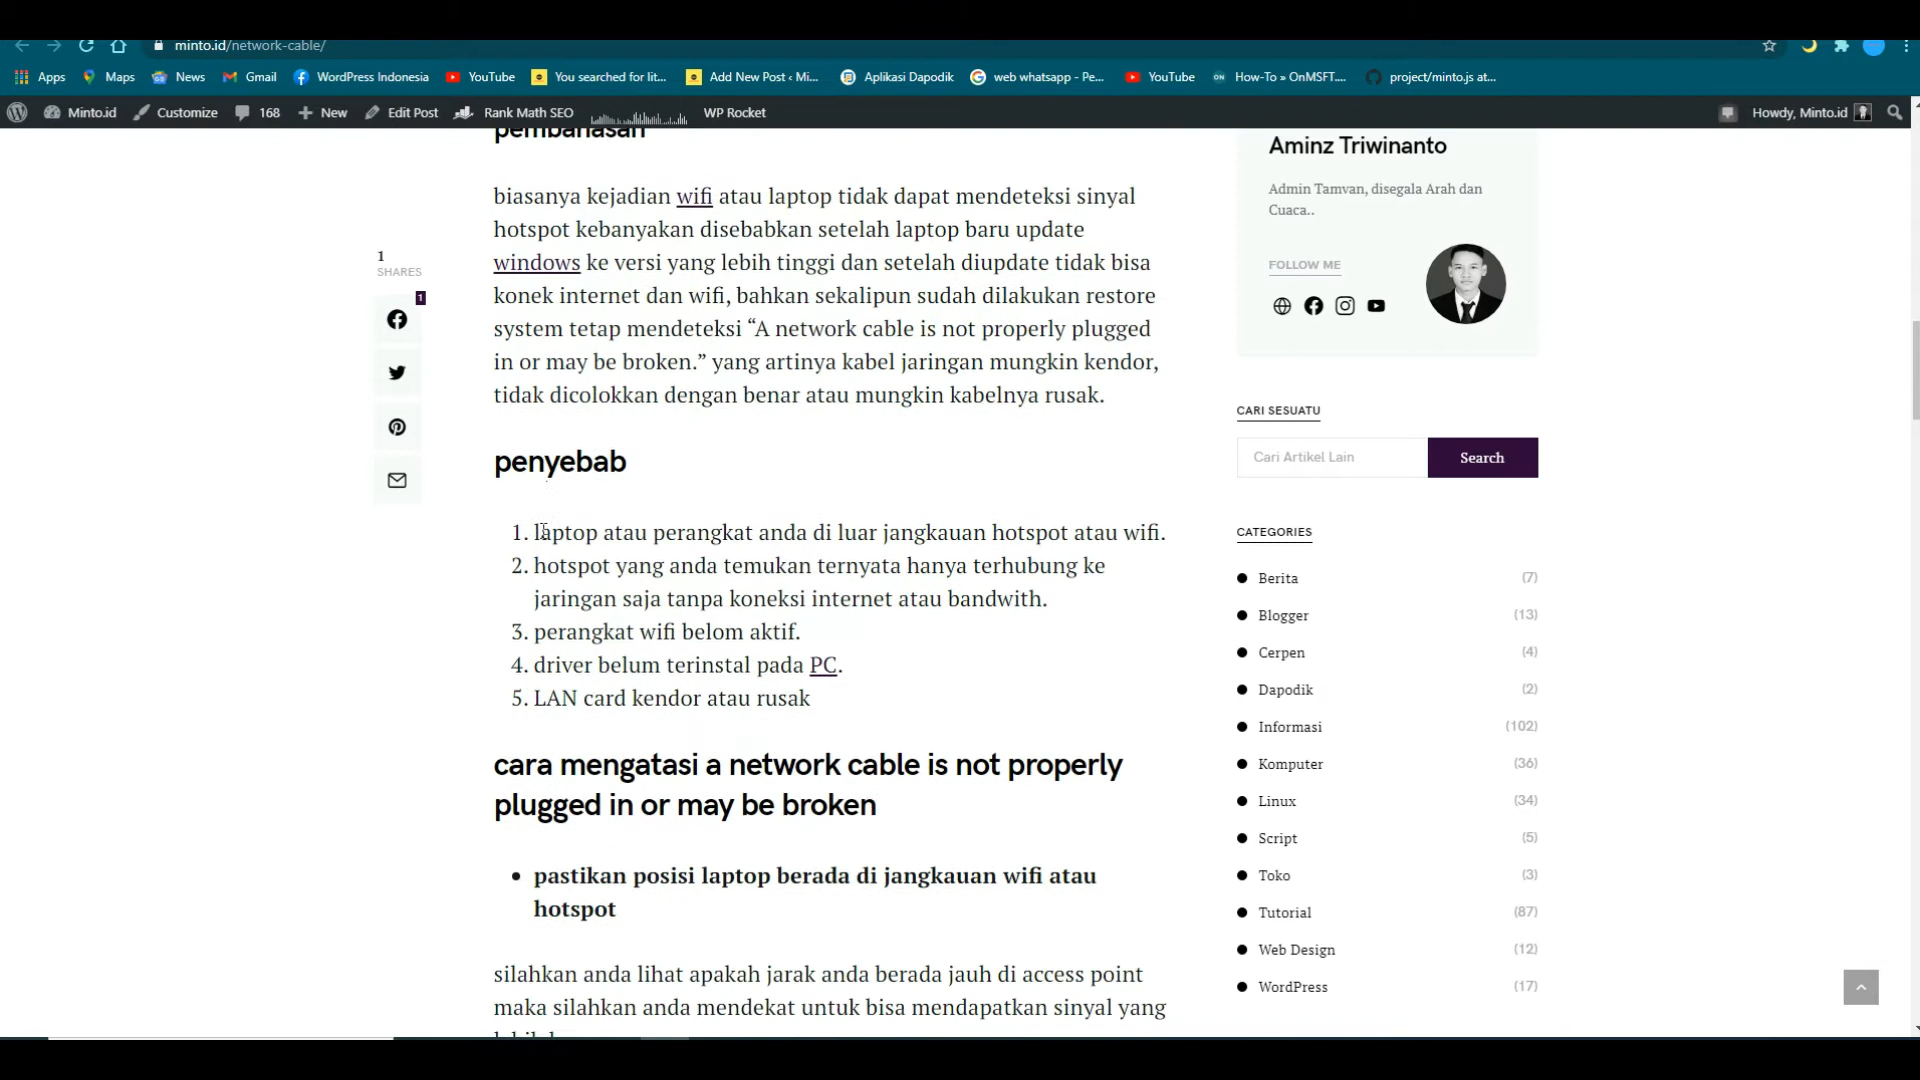 minto.id/network-cable/
Apps
Maps
News
Gmail
WordPress Indonesia
YouTube
You searched for lit...
Add New Post ‹ Mi...
Aplikasi Dapodik
web whatsapp - Pe...
YouTube
How-To » OnMSFT....
project/minto.js at...
Minto.id
Customize
168
New
Edit Post
Rank Math SEO
WP Rocket
Howdy, Minto.id
pembahasan
biasanya kejadian wifi atau laptop tidak dapat mendeteksi sinyal
hotspot kebanyakan disebabkan setelah laptop baru update
windows ke versi yang lebih tinggi dan setelah diupdate tidak bisa
konek internet dan wifi, bahkan sekalipun sudah dilakukan restore
system tetap mendeteksi “A network cable is not properly plugged
in or may be broken.” yang artinya kabel jaringan mungkin kendor,
tidak dicolokkan dengan benar atau mungkin kabelnya rusak.
1
SHARES
1
penyebab
1. laptop atau perangkat anda di luar jangkauan hotspot atau wifi.
2. hotspot yang anda temukan ternyata hanya terhubung ke
jaringan saja tanpa koneksi internet atau bandwith.
3. perangkat wifi belom aktif.
4. driver belum terinstal pada PC.
5. LAN card kendor atau rusak
cara mengatasi a network cable is not properly
plugged in or may be broken
• pastikan posisi laptop berada di jangkauan wifi atau
hotspot
silahkan anda lihat apakah jarak anda berada jauh di access point
maka silahkan anda mendekat untuk bisa mendapatkan sinyal yang
Aminz Triwinanto
Admin Tamvan, disegala Arah dan
Cuaca..
FOLLOW ME
CARI SESUATU
Cari Artikel Lain
Search
CATEGORIES
Berita (7)
Blogger (13)
Cerpen (4)
Dapodik (2)
Informasi (102)
Komputer (36)
Linux (34)
Script (5)
Toko (3)
Tutorial (87)
Web Design (12)
WordPress (17)